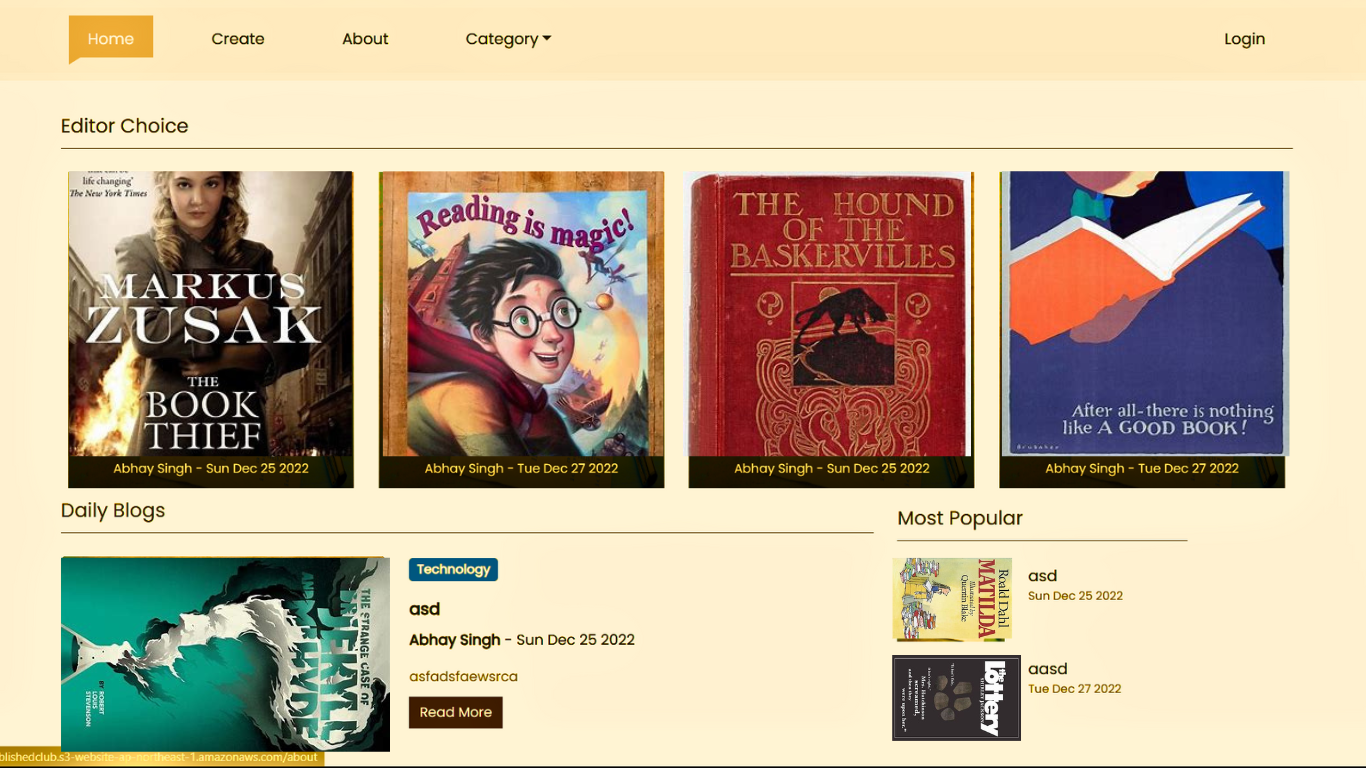 Home
Create
About
Category
Login
Editor Choice
life changing'
The New York Times
MARKUS
ZUSAK
THE
BOOK
THIEF
Abhay Singh - Sun Dec 25 2022
Reading is magic!
Abhay Singh - Tue Dec 27 2022
THE HOUND
OF THE
BASKERVILLES
Abhay Singh - Sun Dec 25 2022
After all-there is nothing
like A GOOD BOOK!
Abhay Singh - Tue Dec 27 2022
Daily Blogs
THE STRANGE CASE OF
JEKYLL
AND
HYDE
BY
ROBERT
LOUIS
STEVENSON
Technology
asd
Abhay Singh - Sun Dec 25 2022
asfadsfaewsrca
Read More
Most Popular
Roald Dahl
MATILDA
Illustrated by
Quentin Blake
asd
Sun Dec 25 2022
the
Lottery
aasd
Tue Dec 27 2022
blishedclub.s3-website-ap-northeast-1.amazonaws.com/about